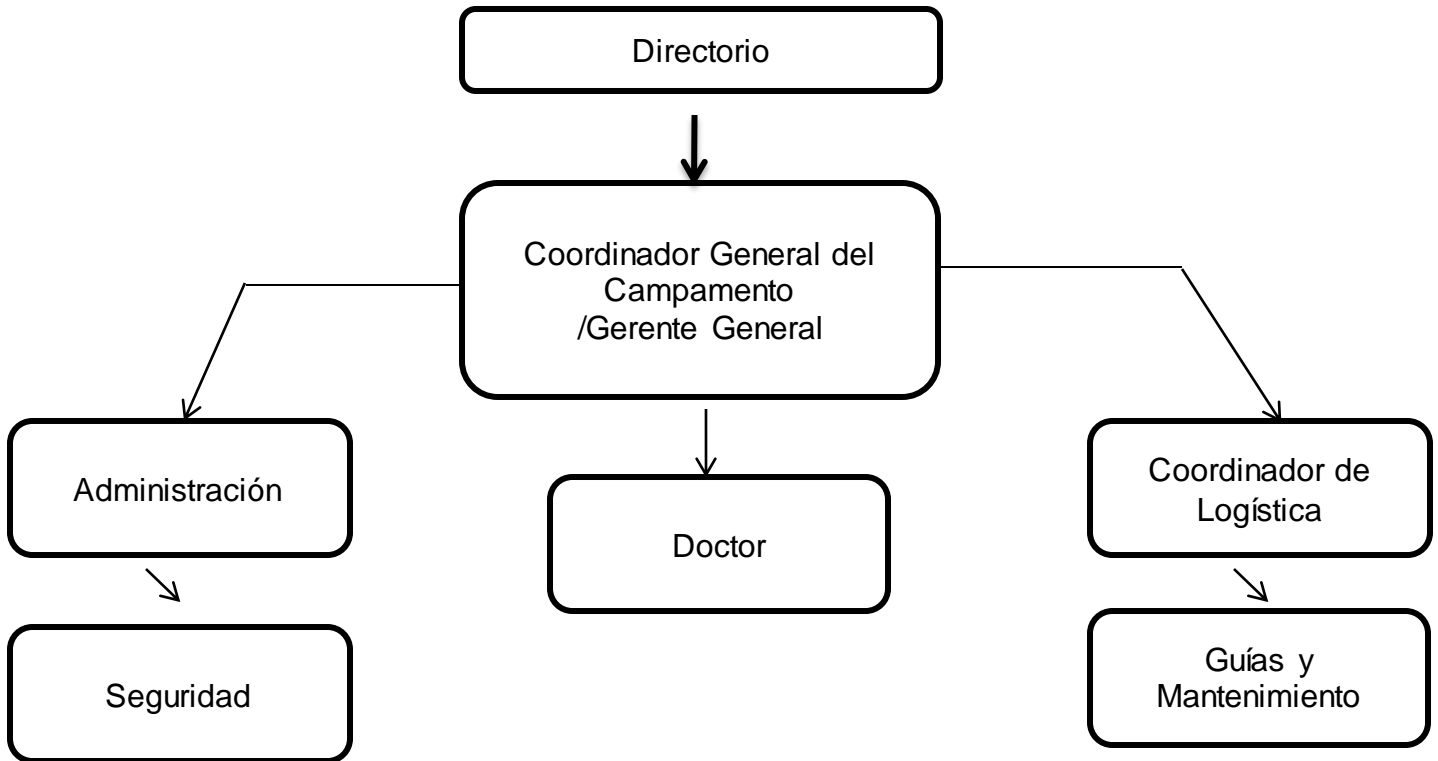 Directorio
Coordinador General del
Campamento
/Gerente General
Administración
Doctor
Coordinador de
Logística
Seguridad
Guías y
Mantenimiento